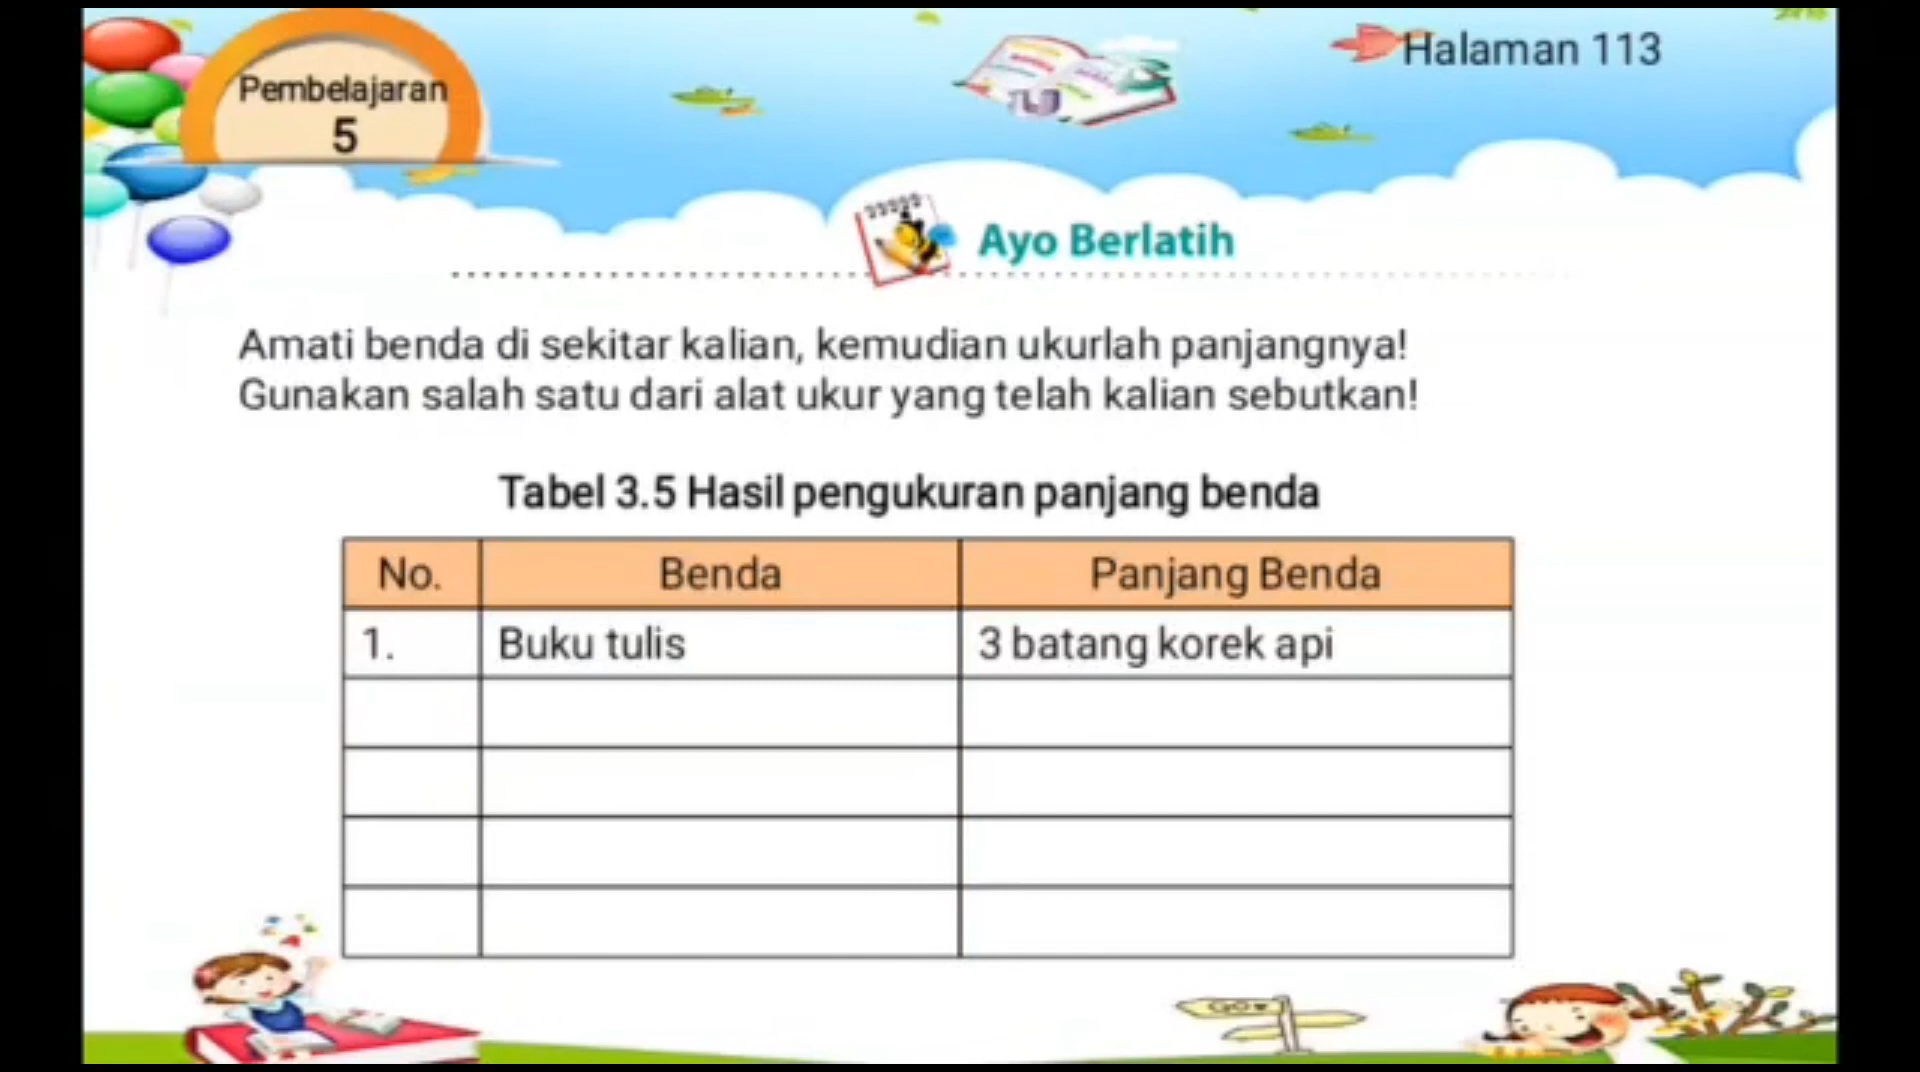 Halaman 113
Pembelajaran
5
Ayo Berlatih
Amati benda di sekitar kalian, kemudian ukurlah panjangnya!
Gunakan salah satu dari alat ukur yang telah kalian sebutkan!
Tabel 3.5 Hasil pengukuran panjang benda
No. Benda Panjang Benda
1. Buku tulis 3 batang korek api